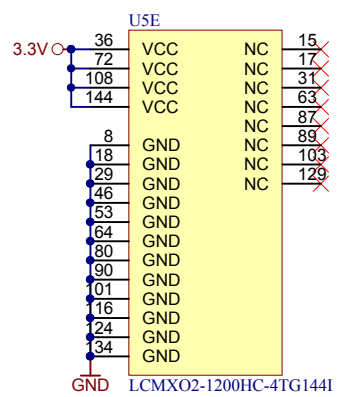 U5E
3.3V
36 VCC NC 15
72 VCC NC 17
108 VCC NC 31
144 VCC NC 63
NC 87
8 GND NC 89
18 GND NC 103
29 GND NC 129
46 GND
53 GND
64 GND
80 GND
90 GND
101 GND
116 GND
124 GND
134 GND
GND
LCMXO2-1200HC-4TG144I